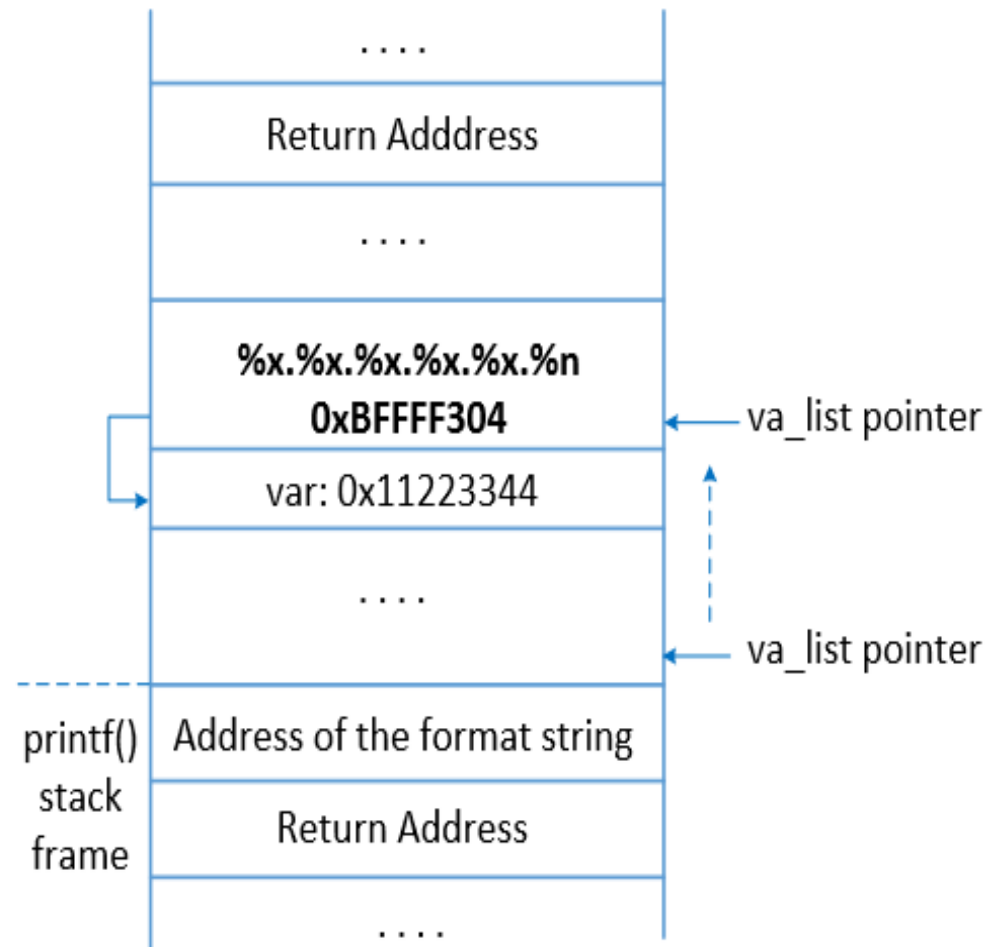 . . . .
Return Adddress
. . . .
%x.%x.%x.%x.%x.%n
0xBFFFF304
va_list pointer
var: 0x11223344
. . . .
va_list pointer
printf()
stack
frame
Address of the format string
Return Address
. . . .